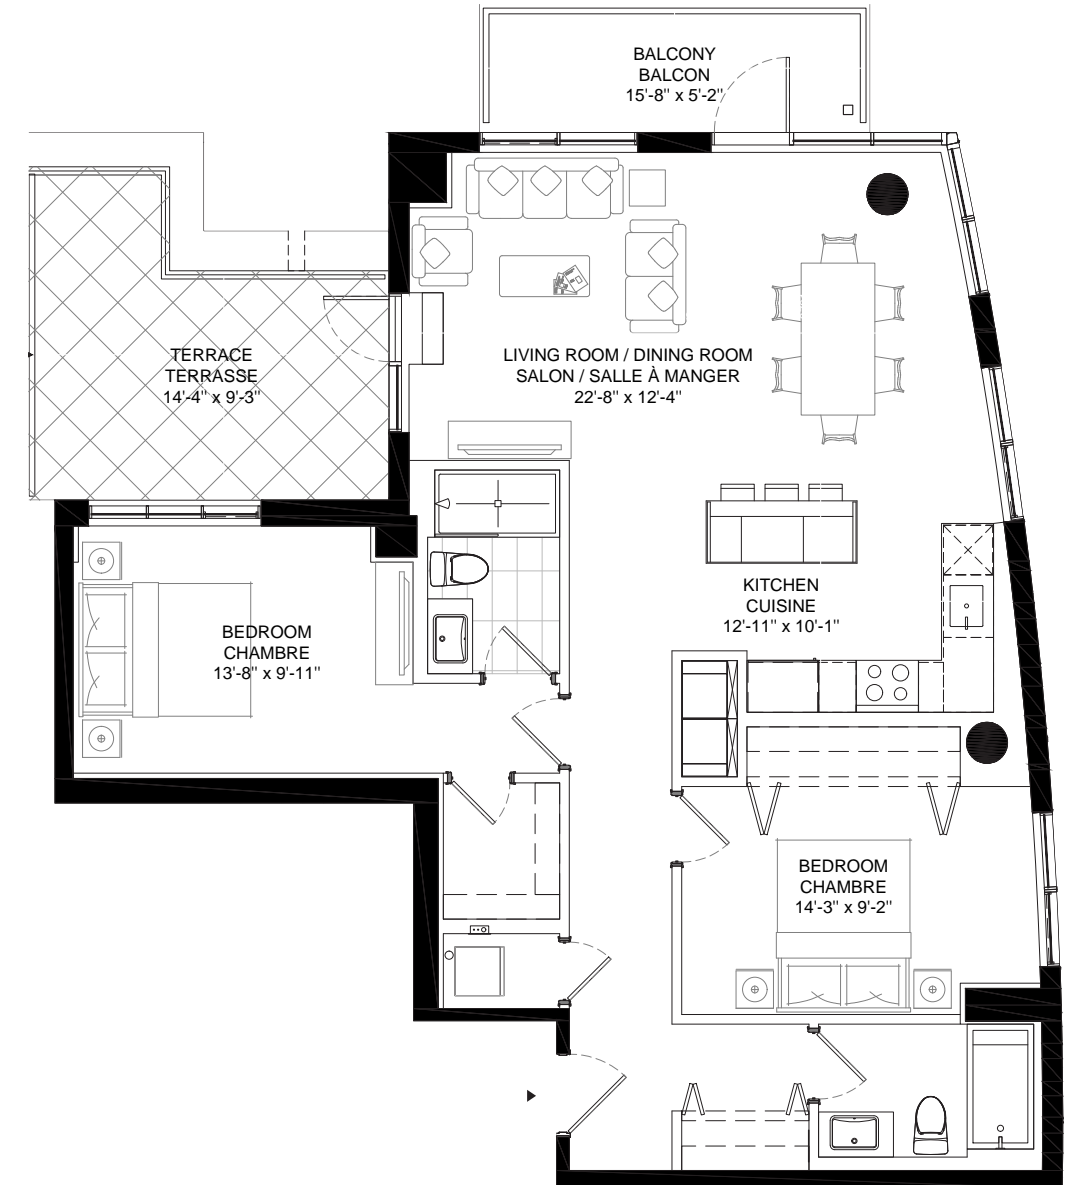 BALCONY
BALCON
15'-8" x 5'-2"
TERRACE
TERRASSE
14'-4" x 9'-3"
LIVING ROOM / DINING ROOM
SALON / SALLE À MANGER
22'-8" x 12'-4"
KITCHEN
CUISINE
12'-11" x 10'-1"
BEDROOM
CHAMBRE
13'-8" x 9'-11"
BEDROOM
CHAMBRE
14'-3" x 9'-2"